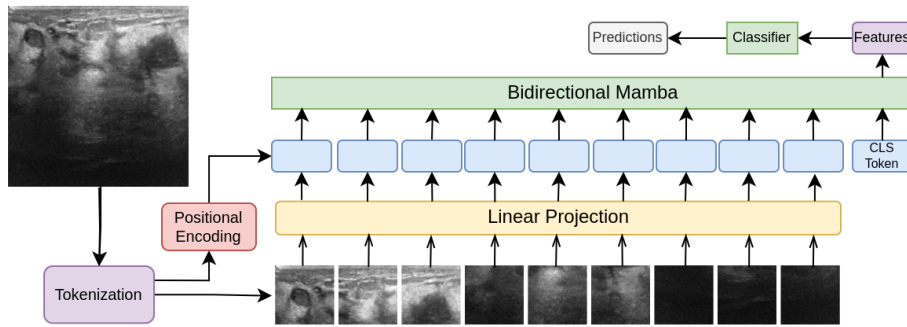 Predictions
Classifier
Features
Bidirectional Mamba
CLS
Token
Positional
Encoding
Linear Projection
Tokenization